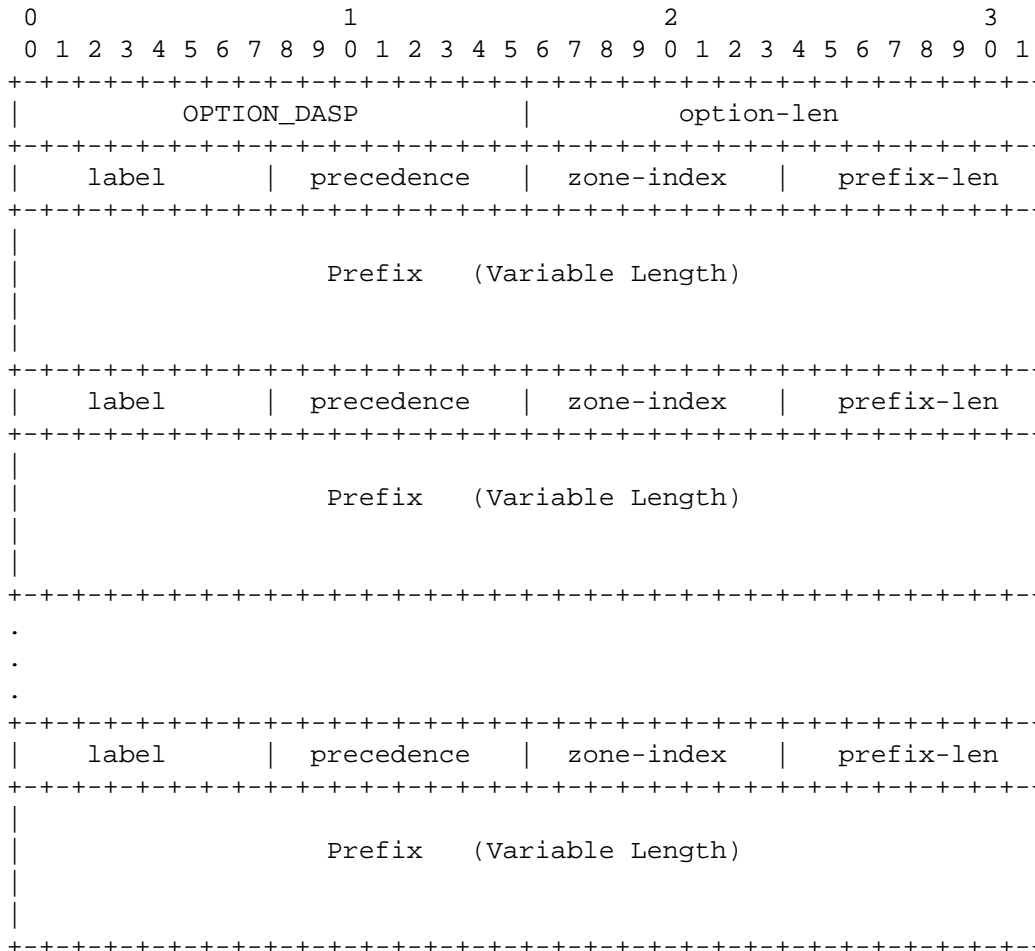 0                   1                   2                   3
 0 1 2 3 4 5 6 7 8 9 0 1 2 3 4 5 6 7 8 9 0 1 2 3 4 5 6 7 8 9 0 1
+-+-+-+-+-+-+-+-+-+-+-+-+-+-+-+-+-+-+-+-+-+-+-+-+-+-+-+-+-+-+-+-
|          OPTION_DASP          |         option-len
+-+-+-+-+-+-+-+-+-+-+-+-+-+-+-+-+-+-+-+-+-+-+-+-+-+-+-+-+-+-+-+-
|    label      |  precedence   |  zone-index   |   prefix-len
+-+-+-+-+-+-+-+-+-+-+-+-+-+-+-+-+-+-+-+-+-+-+-+-+-+-+-+-+-+-+-+-
|
|                   Prefix   (Variable Length)
|
|
+-+-+-+-+-+-+-+-+-+-+-+-+-+-+-+-+-+-+-+-+-+-+-+-+-+-+-+-+-+-+-+-
|    label      |  precedence   |  zone-index   |   prefix-len
+-+-+-+-+-+-+-+-+-+-+-+-+-+-+-+-+-+-+-+-+-+-+-+-+-+-+-+-+-+-+-+-
|
|                   Prefix   (Variable Length)
|
|
+-+-+-+-+-+-+-+-+-+-+-+-+-+-+-+-+-+-+-+-+-+-+-+-+-+-+-+-+-+-+-+-
.
.
.
+-+-+-+-+-+-+-+-+-+-+-+-+-+-+-+-+-+-+-+-+-+-+-+-+-+-+-+-+-+-+-+-
|    label      |  precedence   |  zone-index   |   prefix-len
+-+-+-+-+-+-+-+-+-+-+-+-+-+-+-+-+-+-+-+-+-+-+-+-+-+-+-+-+-+-+-+-
|
|                   Prefix   (Variable Length)
|
|
+-+-+-+-+-+-+-+-+-+-+-+-+-+-+-+-+-+-+-+-+-+-+-+-+-+-+-+-+-+-+-+-